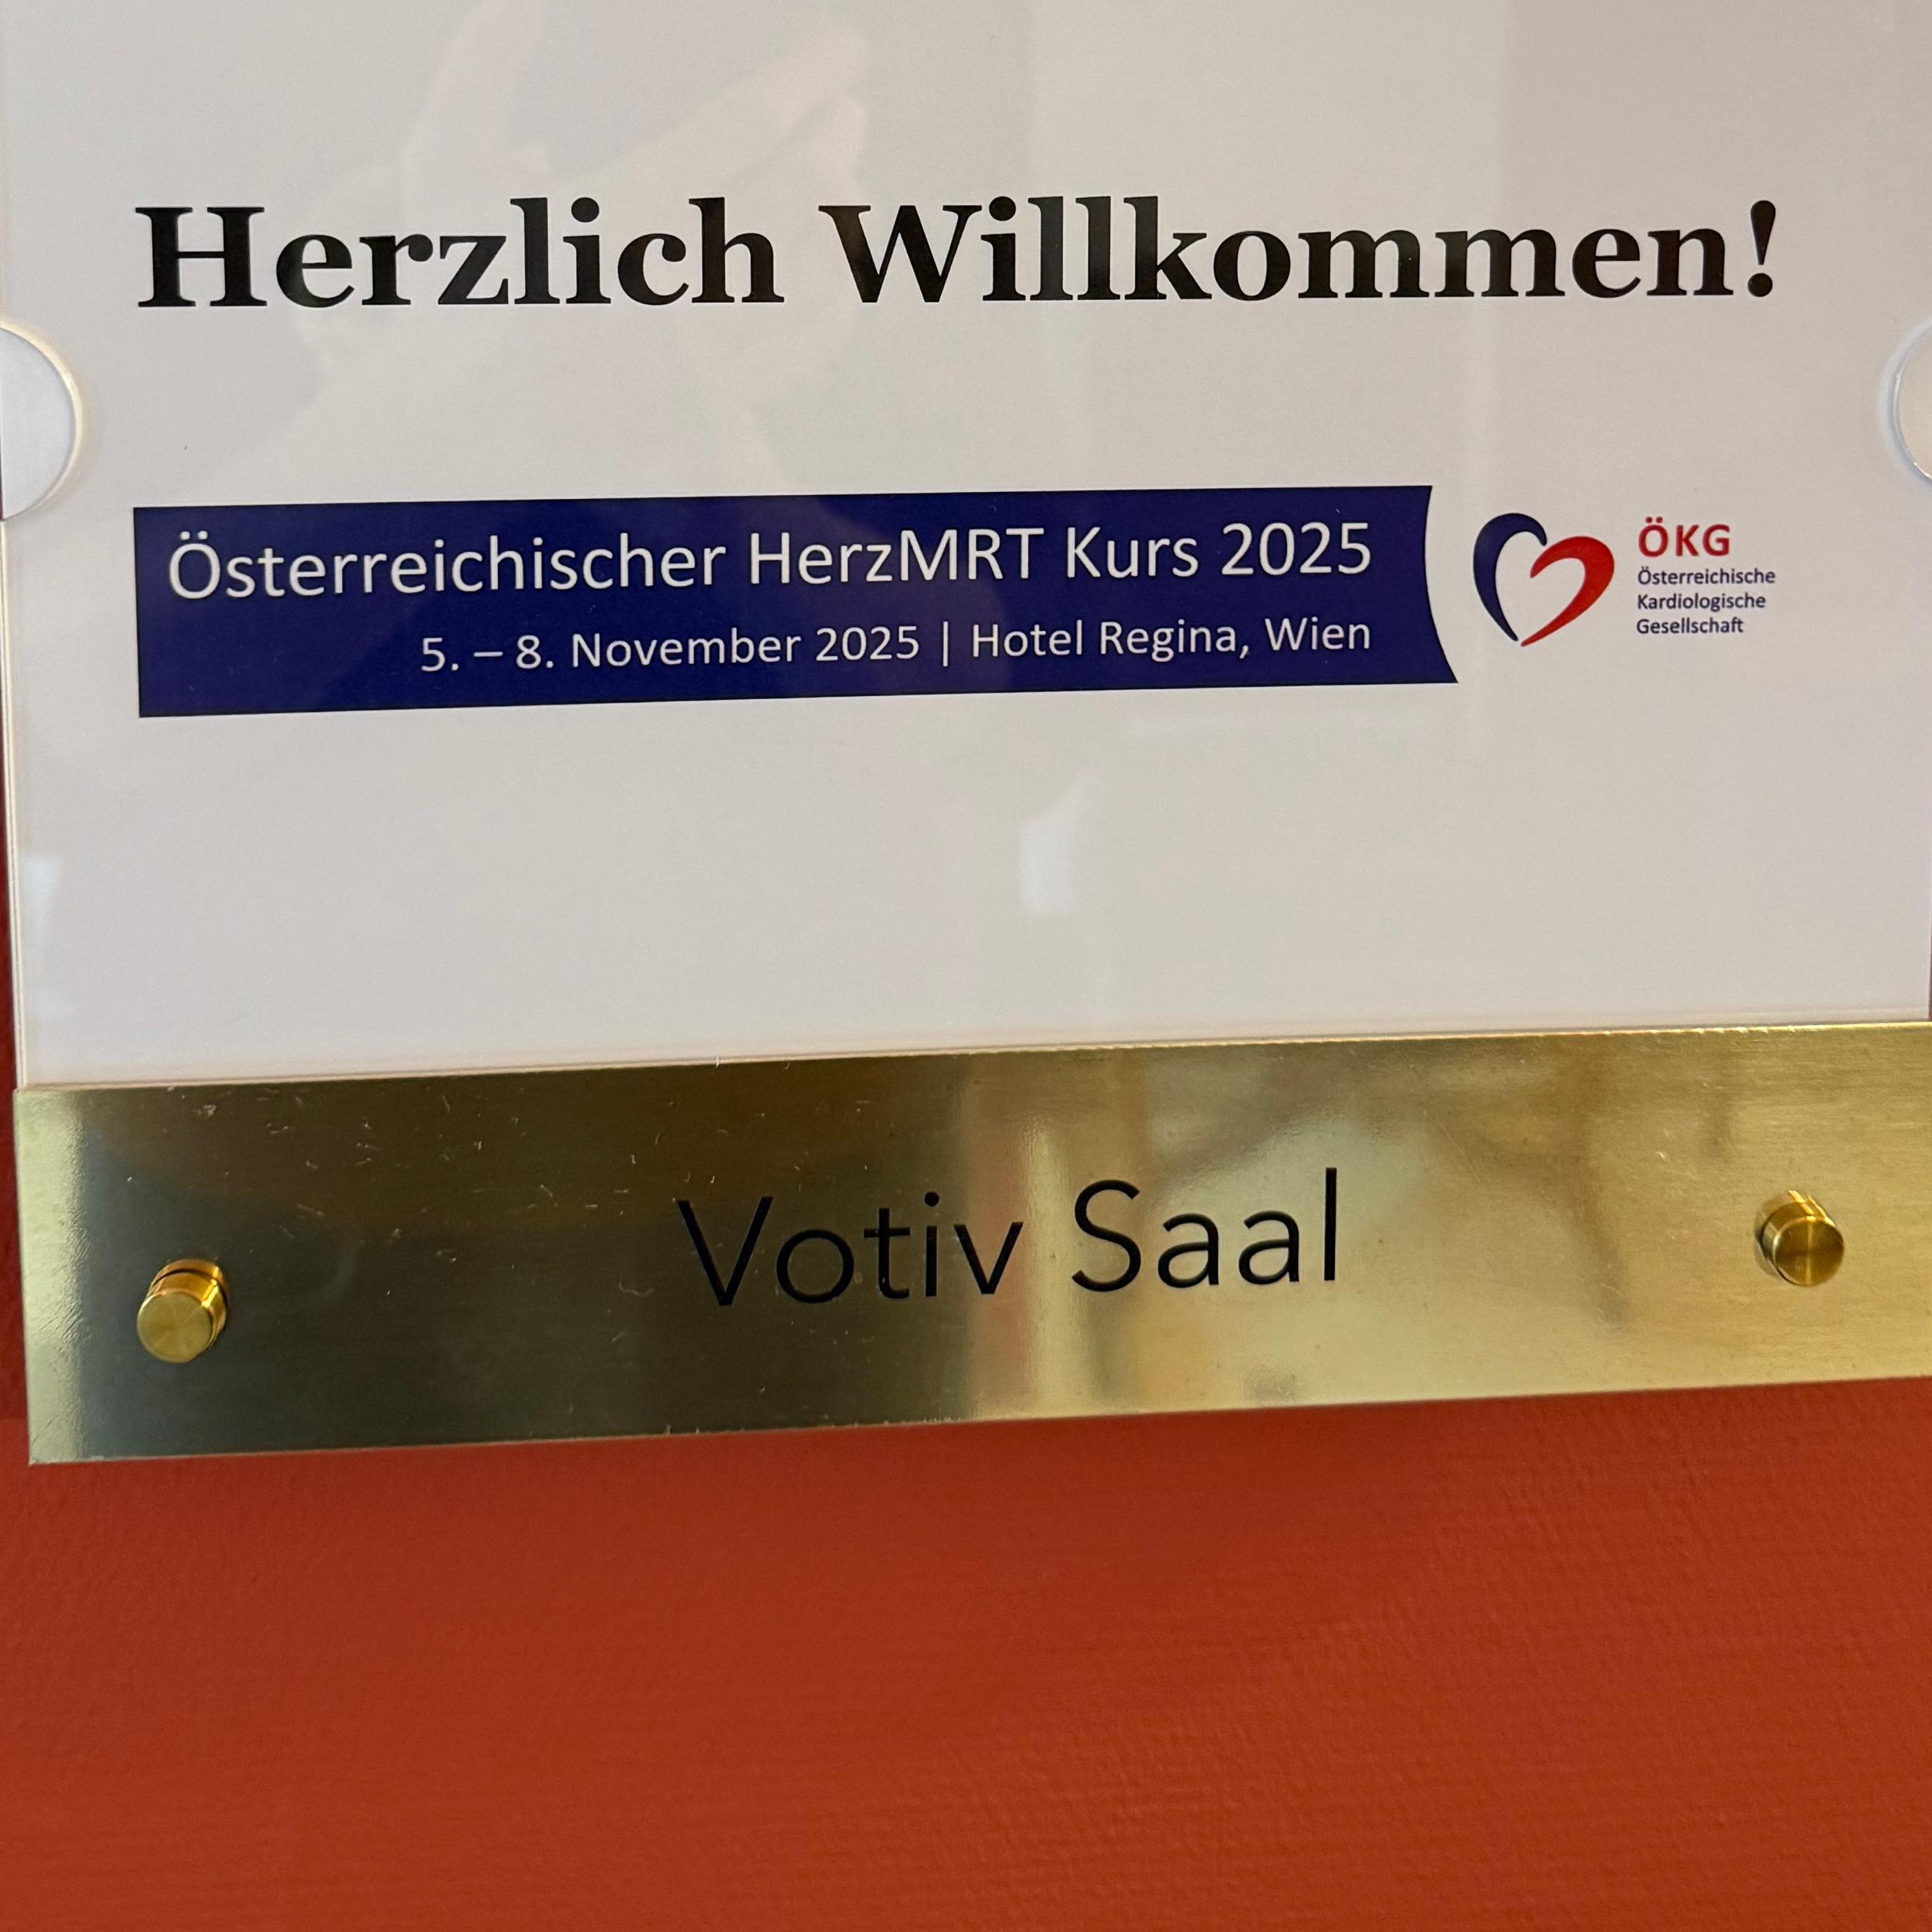 Herzlich Willkommen!
Österreichischer HerzMRT Kurs 2025
5. – 8. November 2025 | Hotel Regina, Wien
ÖKG
Österreichische
Kardiologische
Gesellschaft
Votiv Saal